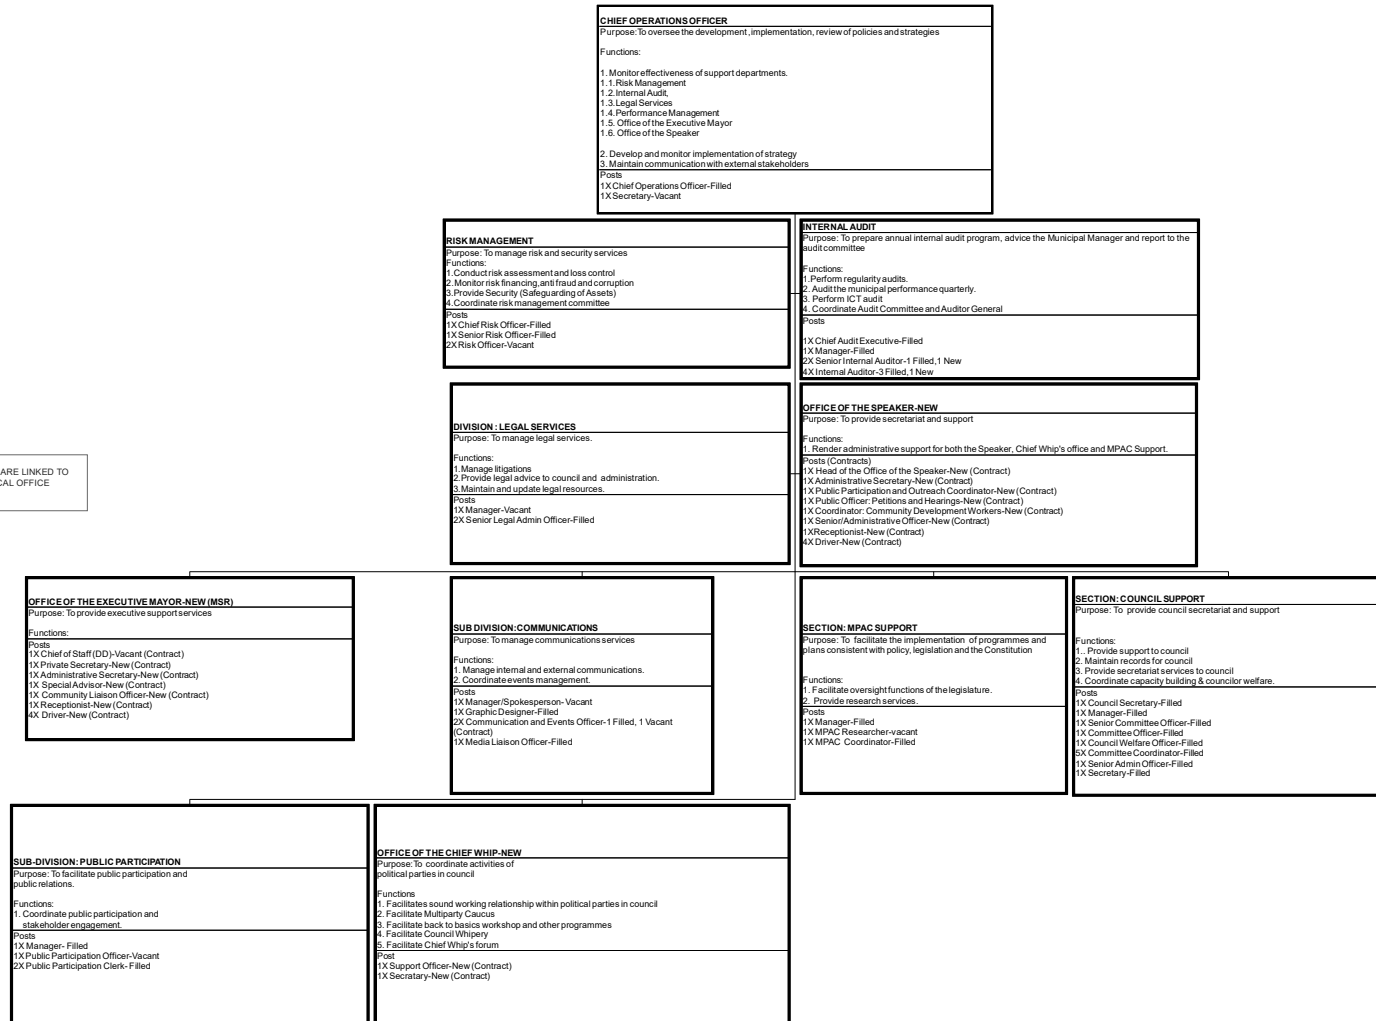 CHIEF OPERATIONS OFFICER
Purpose:To oversee the development ,implementation, review of policies and strategies
Functions:
1. Monitor effectiveness of support departments.
1.1.Risk Management
1.2.Internal Audit,
1.3.Legal Services
1.4.Performance Management
1.5. Office of the Executive Mayor
1.6. Office of the Speaker
2. Develop and monitor implementation of strategy
3. Maintain communication with external stakeholders
Posts
1X Chief Operations Officer-Filled
1X Secretary-Vacant
RISK MANAGEMENT
Purpose: To manage risk and security services
Functions:
1.Conduct risk assessment and loss control
2.Monitor risk financing,anti fraud and corruption
3.Provide Security (Safeguarding of Assets)
4.Coordinate risk management committee
Posts
1X Chief Risk Officer-Filled
1X Senior Risk Officer-Filled
2X Risk Officer-Vacant
INTERNAL AUDIT
Purpose: To prepare annual internal audit program, advice the Municipal Manager and report to the
audit committee
Functions:
1.Perform regularity audits.
2. Audit the municipal performance quarterly.
3. Perform ICT audit
4. Coordinate Audit Committee and Auditor General
Posts
1X Chief Audit Executive-Filled
1X Manager-Filled
2X Senior Internal Auditor-1 Filled,1 New
4X Internal Auditor-3 Filled,1 New
DIVISION : LEGAL SERVICES
Purpose: To manage legal services.
Functions:
1.Manage litigations
2.Provide legal advice to council and administration.
3.Maintain and update legal resources.
Posts
1X Manager-Vacant
2X Senior Legal Admin Officer-Filled
OFFICE OF THE SPEAKER-NEW
Purpose: To provide secretariat and support
Functions:
1. Render administrative support for both the Speaker, Chief Whip's office and MPAC Support.
Posts (Contracts)
1X Head of the Office of the Speaker-New (Contract)
1X Administrative Secretary-New (Contract)
1X Public Participation and Outreach Coordinator-New (Contract)
1X Public Officer: Petitions and Hearings-New (Contract)
1X Coordinator: Community Development Workers-New (Contract)
1X Senior/Administrative Officer-New (Contract)
1XReceptionist-New (Contract)
4X Driver-New (Contract)
ARE LINKED TO
CAL OFFICE
OFFICE OF THE EXECUTIVE MAYOR-NEW (MSR)
Purpose: To provide executive support services
Functions:
Posts
1X Chief of Staff (DD)-Vacant (Contract)
1X Private Secretary-New (Contract)
1X Administrative Secretary-New (Contract)
1X Special Advisor-New (Contract)
1X Community Liaison Officer-New (Contract)
1X Receptionist-New (Contract)
4X Driver-New (Contract)
SUB DIVISION:COMMUNICATIONS
Purpose: To manage communications services
Functions:
1. Manage internal and external communications.
2. Coordinate events management.
Posts
1X Manager/Spokesperson- Vacant
1X Graphic Designer-Filled
2X Communication and Events Officer-1 Filled, 1 Vacant
(Contract)
1X Media Liaison Officer-Filled
SECTION: MPAC SUPPORT
Purpose: To facilitate the implementation of programmes and
plans consistent with policy, legislation and the Constitution
Functions:
1. Facilitate oversight functions of the legislature.
2. Provide research services.
Posts
1X Manager-Filled
1X MPAC Researcher-vacant
1X MPAC Coordinator-Filled
SECTION: COUNCIL SUPPORT
Purpose: To provide council secretariat and support
Functions:
1.. Provide support to council
2. Maintain records for council
3. Provide secretariat services to council
4. Coordinate capacity building & councilor welfare.
Posts
1X Council Secretary-Filled
1X Manager-Filled
1X Senior Committee Officer-Filled
1X Committee Officer-Filled
1X Council Welfare Officer-Filled
5X Committee Coordinator-Filled
1X Senior Admin Officer-Filled
1X Secretary-Filled
SUB-DIVISION: PUBLIC PARTICIPATION
Purpose: To facilitate public participation and
public relations.
Functions:
1. Coordinate public participation and
stakeholder engagement.
Posts
1X Manager- Filled
1X Public Participation Officer-Vacant
2X Public Participation Clerk- Filled
OFFICE OF THE CHIEF WHIP-NEW
Purpose:To coordinate activities of
political parties in council
Functions
1. Facilitates sound working relationship within political parties in council
2. Facilitate Multiparty Caucus
3. Facilitate back to basics workshop and other programmes
4. Facilitate Council Whipery
5. Facilitate Chief Whip's forum
Post
1X Support Officer-New (Contract)
1X Secratary-New (Contract)